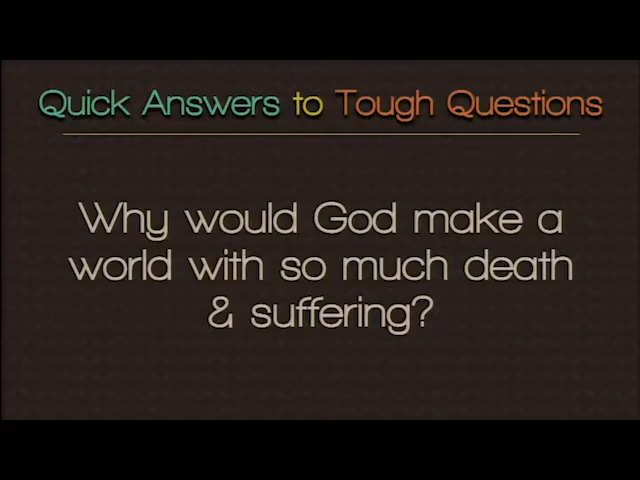 Quick Answers to Tough Questions
Why would God make a
world with so much death
& suffering?